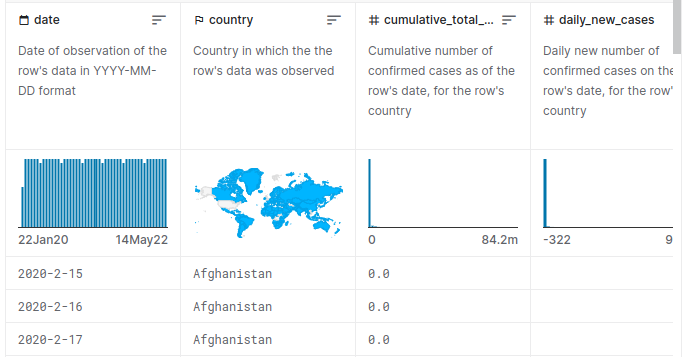 date
country
cumulative_total_...
daily_new_cases
Date of observation of the
row's data in YYYY-MM-
DD format
Country in which the the
row's data was observed
Cumulative number of
confirmed cases as of the
row's date, for the row's
country
Daily new number of
confirmed cases on the
row's date, for the row's
country
22Jan20
14May22
0
84.2m
-322
9
2020-2-15
Afghanistan
0.0
2020-2-16
Afghanistan
0.0
2020-2-17
Afghanistan
0.0